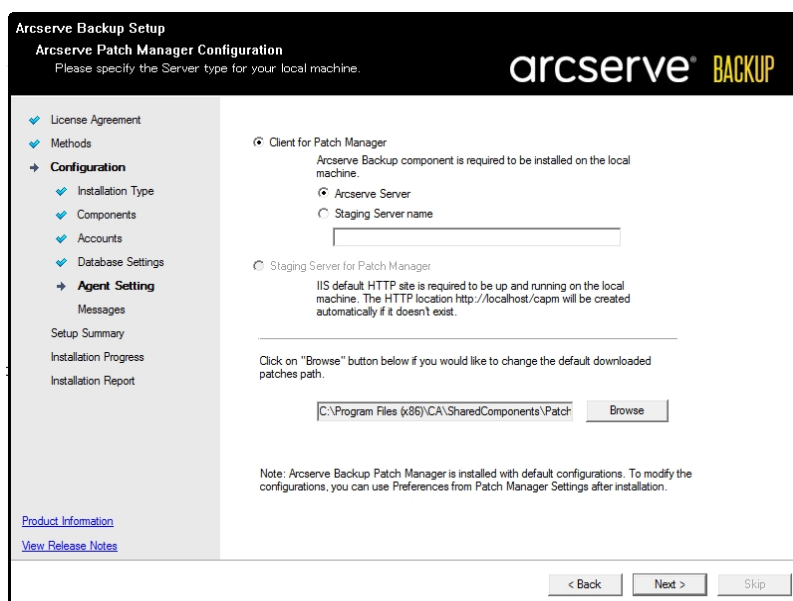 Arcserve Backup Setup
Arcserve Patch Manager Configuration
Please specify the Server type for your local machine.
arcserve® BACKUP
License Agreement
Methods
Configuration
Installation Type
Components
Accounts
Database Settings
Agent Setting
Messages
Setup Summary
Installation Progress
Installation Report
Product Information
View Release Notes
Client for Patch Manager
Arcserve Backup component is required to be installed on the local
machine.
Arcserve Server
Staging Server name
Staging Server for Patch Manager
IIS default HTTP site is required to be up and running on the local
machine. The HTTP location http://localhost/capm will be created
automatically if it doesn't exist.
Click on "Browse" button below if you would like to change the default downloaded
patches path.
C:\Program Files (x86)\CA\SharedComponents\Patch
Browse
Note: Arcserve Backup Patch Manager is installed with default configurations. To modify the
configurations, you can use Preferences from Patch Manager Settings after installation.
< Back
Next >
Skip